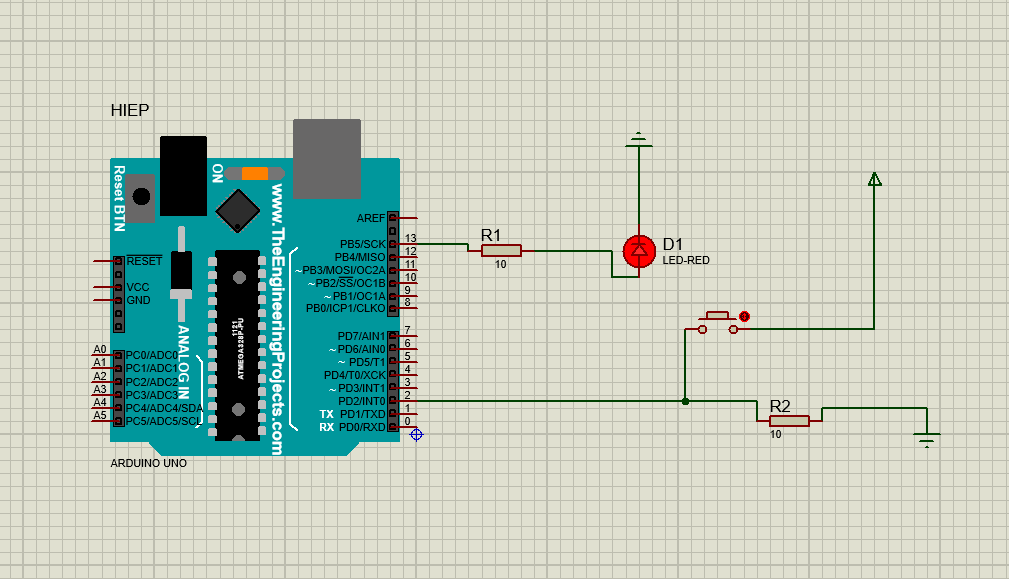 HIEP
Reset BTN
ON
www.TheEngineeringProjects.com
ANALOG IN
1121
ATMEGA328P-PU
RESET
VCC
GND
A0 PC0/ADC0
A1 PC1/ADC1
A2 PC2/ADC2
A3 PC3/ADC3
A4 PC4/ADC4/SDA
A5 PC5/ADC5/SCL
AREF
PB5/SCK 13
PB4/MISO 12
~PB3/MOSI/OC2A 11
~PB2/SS/OC1B 10
~PB1/OC1A 9
PB0/ICP1/CLKO 8
PD7/AIN1 7
~PD6/AIN0 6
~PD5/T1 5
PD4/T0/XCK 4
~PD3/INT1 3
PD2/INT0 2
TX PD1/TXD 1
RX PD0/RXD 0
ARDUINO UNO
R1
10
D1
LED-RED
R2
10